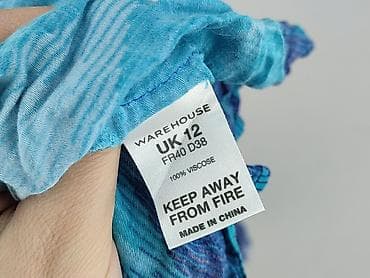 WAREHOUSE
UK 12
FR40 D38
100% VISCOSE
KEEP AWAY
FROM FIRE
MADE IN CHINA